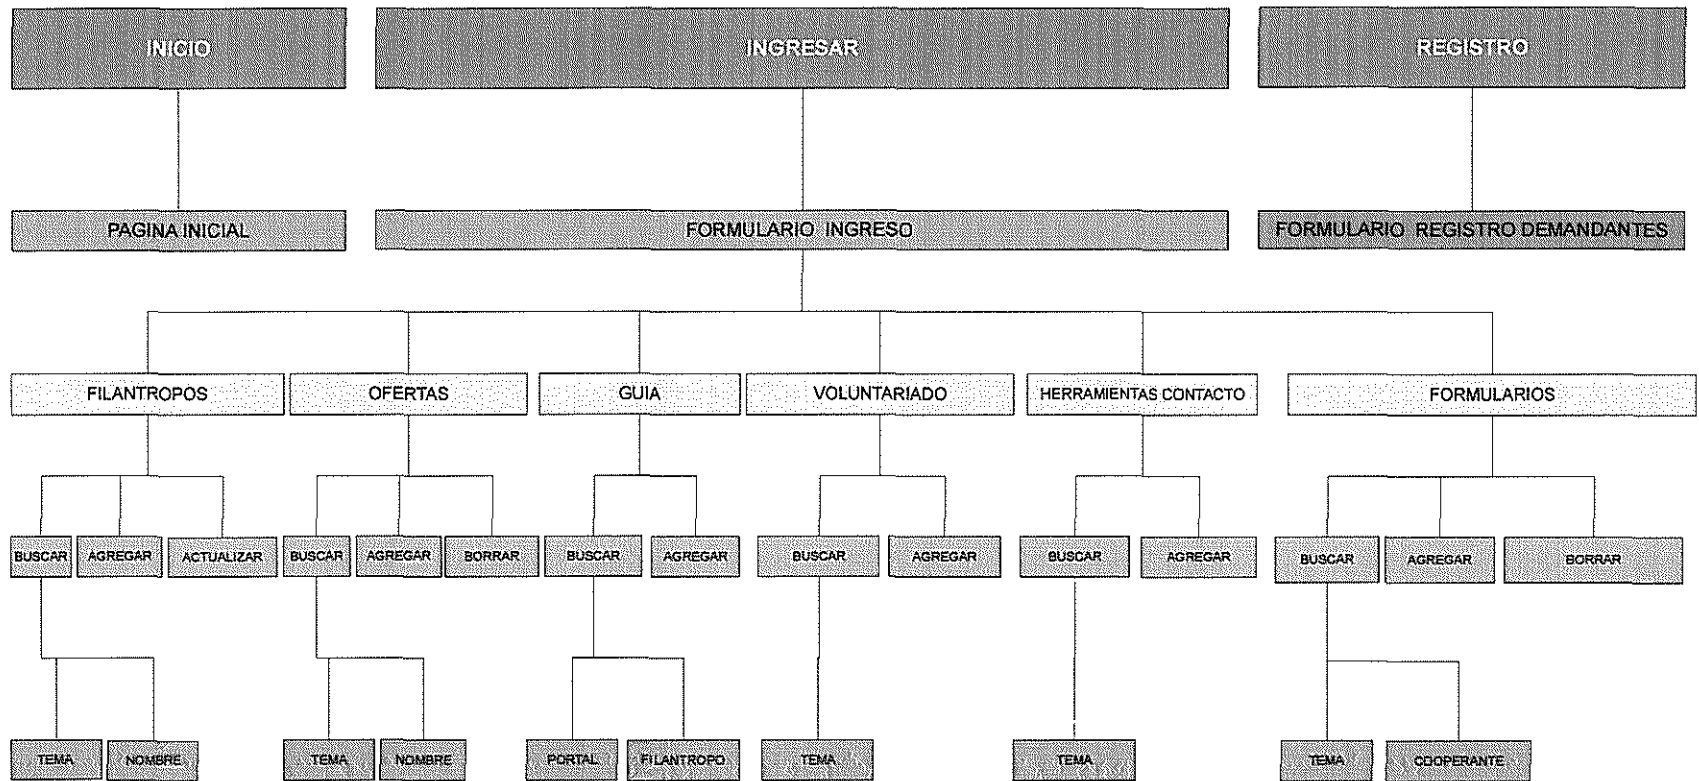 INICIO
INGRESAR
REGISTRO
PAGINA INICIAL
FORMULARIO INGRESO
FORMULARIO REGISTRO DEMANDANTES
FILANTROPOS
OFERTAS
GUIA
VOLUNTARIADO
HERRAMIENTAS CONTACTO
FORMULARIOS
BUSCAR
AGREGAR
ACTUALIZAR
BUSCAR
AGREGAR
BORRAR
BUSCAR
AGREGAR
BUSCAR
AGREGAR
BUSCAR
AGREGAR
BUSCAR
AGREGAR
BORRAR
TEMA
NOMBRE
TEMA
NOMBRE
PORTAL
FILANTROPO
TEMA
TEMA
TEMA
COOPERANTE